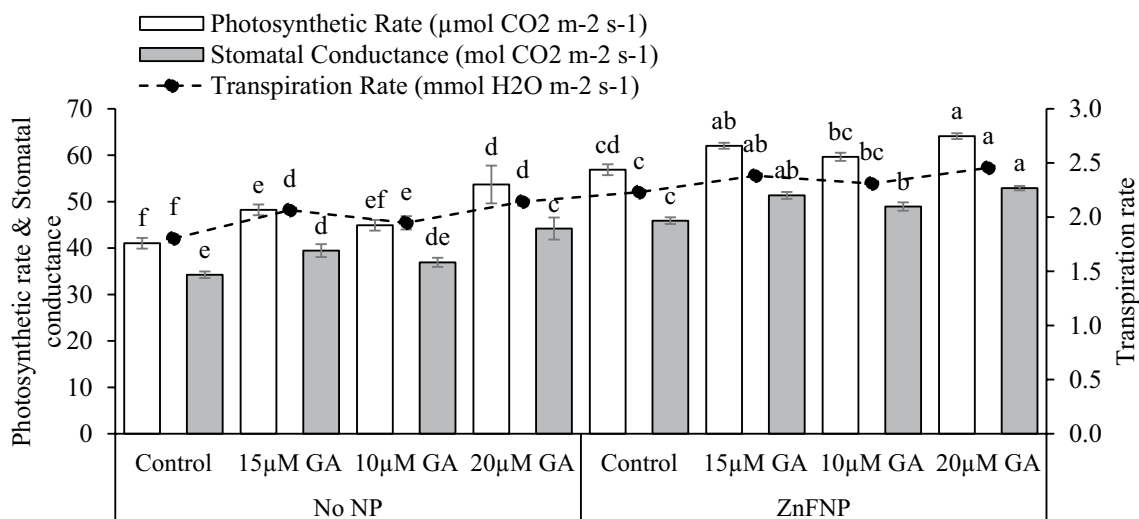 Photosynthetic Rate (µmol CO2 m-2 s-1)
Stomatal Conductance (mol CO2 m-2 s-1)
Transpiration Rate (mmol H2O m-2 s-1)
Photosynthetic rate & Stomatal
conductance
70
60
50
40
30
20
10
0
f f e
e d d
ef e de
d d c
cd c c
ab ab ab
bc bc b
a a a
3.0
2.5
2.0
1.5
1.0
0.5
0.0
Transpiration rate
Control 15µM GA 10µM GA 20µM GA Control 15µM GA 10µM GA 20µM GA
No NP ZnFNP